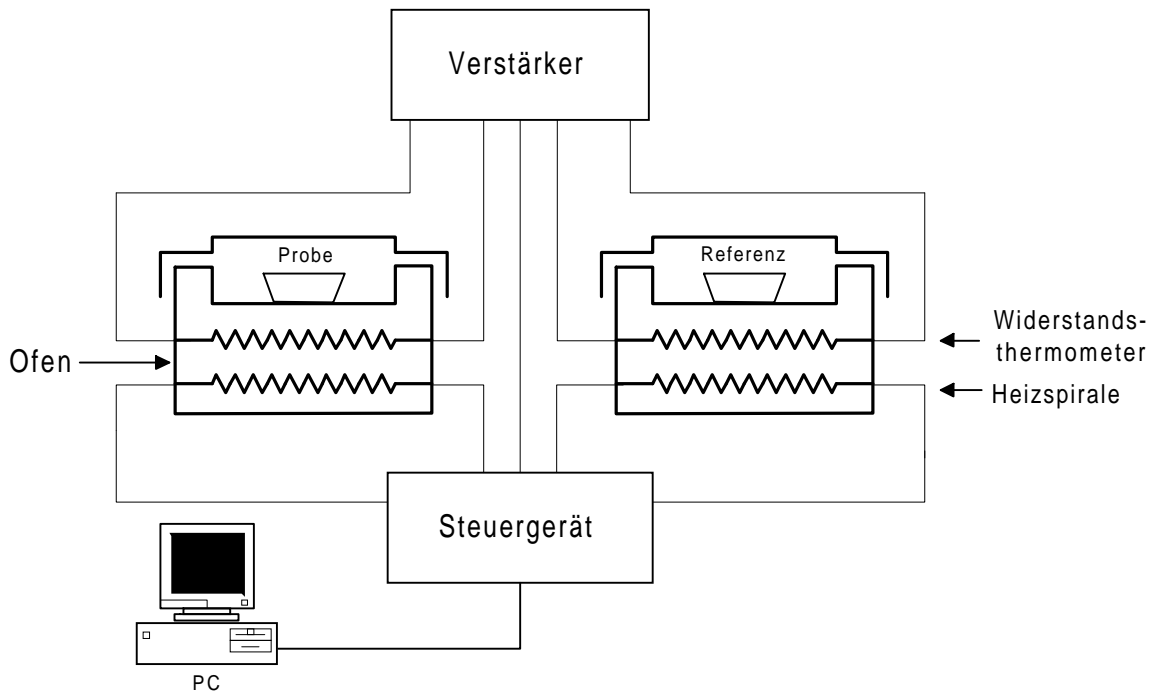 Verstärker
Probe
Referenz
Ofen
Widerstands-
thermometer
Heizspirale
Steuergerät
PC